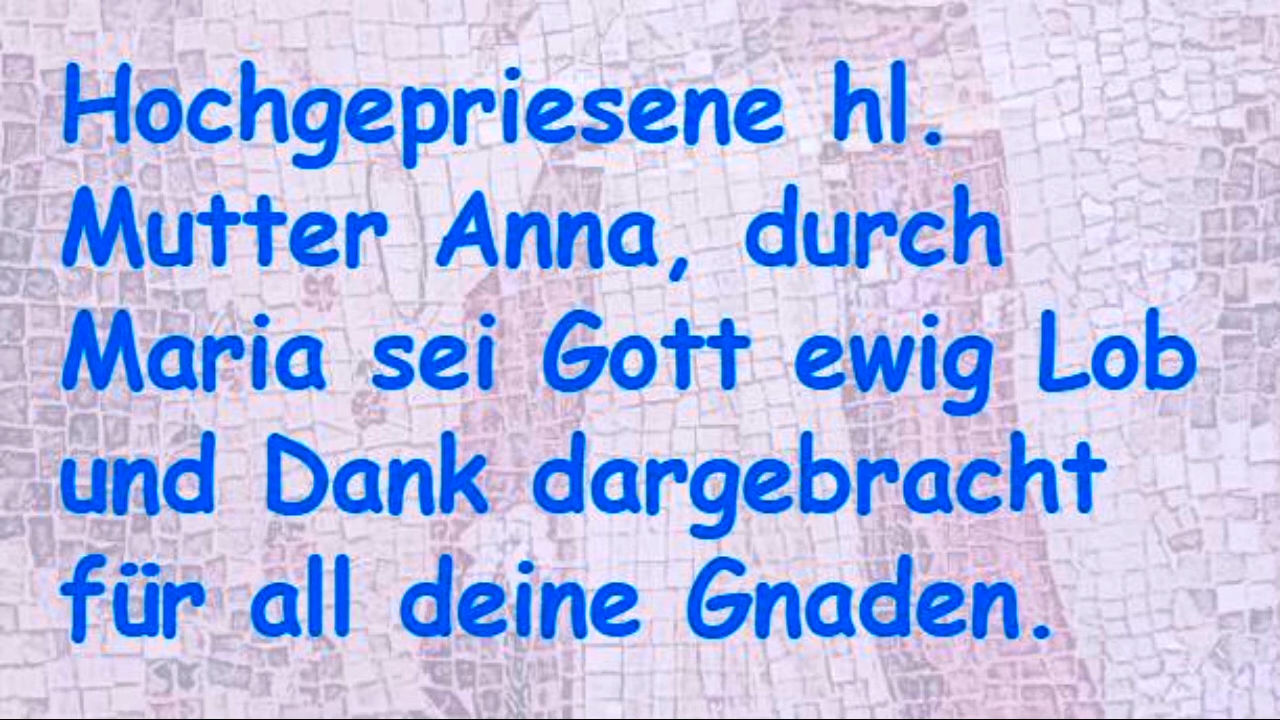 Hochgepriesene hl.
Mutter Anna, durch
Maria sei Gott ewig Lob
und Dank dargebracht
für all deine Gnaden.